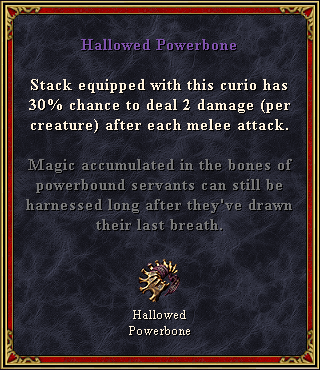 Hallowed Powerbone
Stack equipped with this curio has
30% chance to deal 2 damage (per
creature) after each melee attack.
Magic accumulated in the bones of
powerbound servants can still be
harnessed long after they've drawn
their last breath.
Hallowed
Powerbone